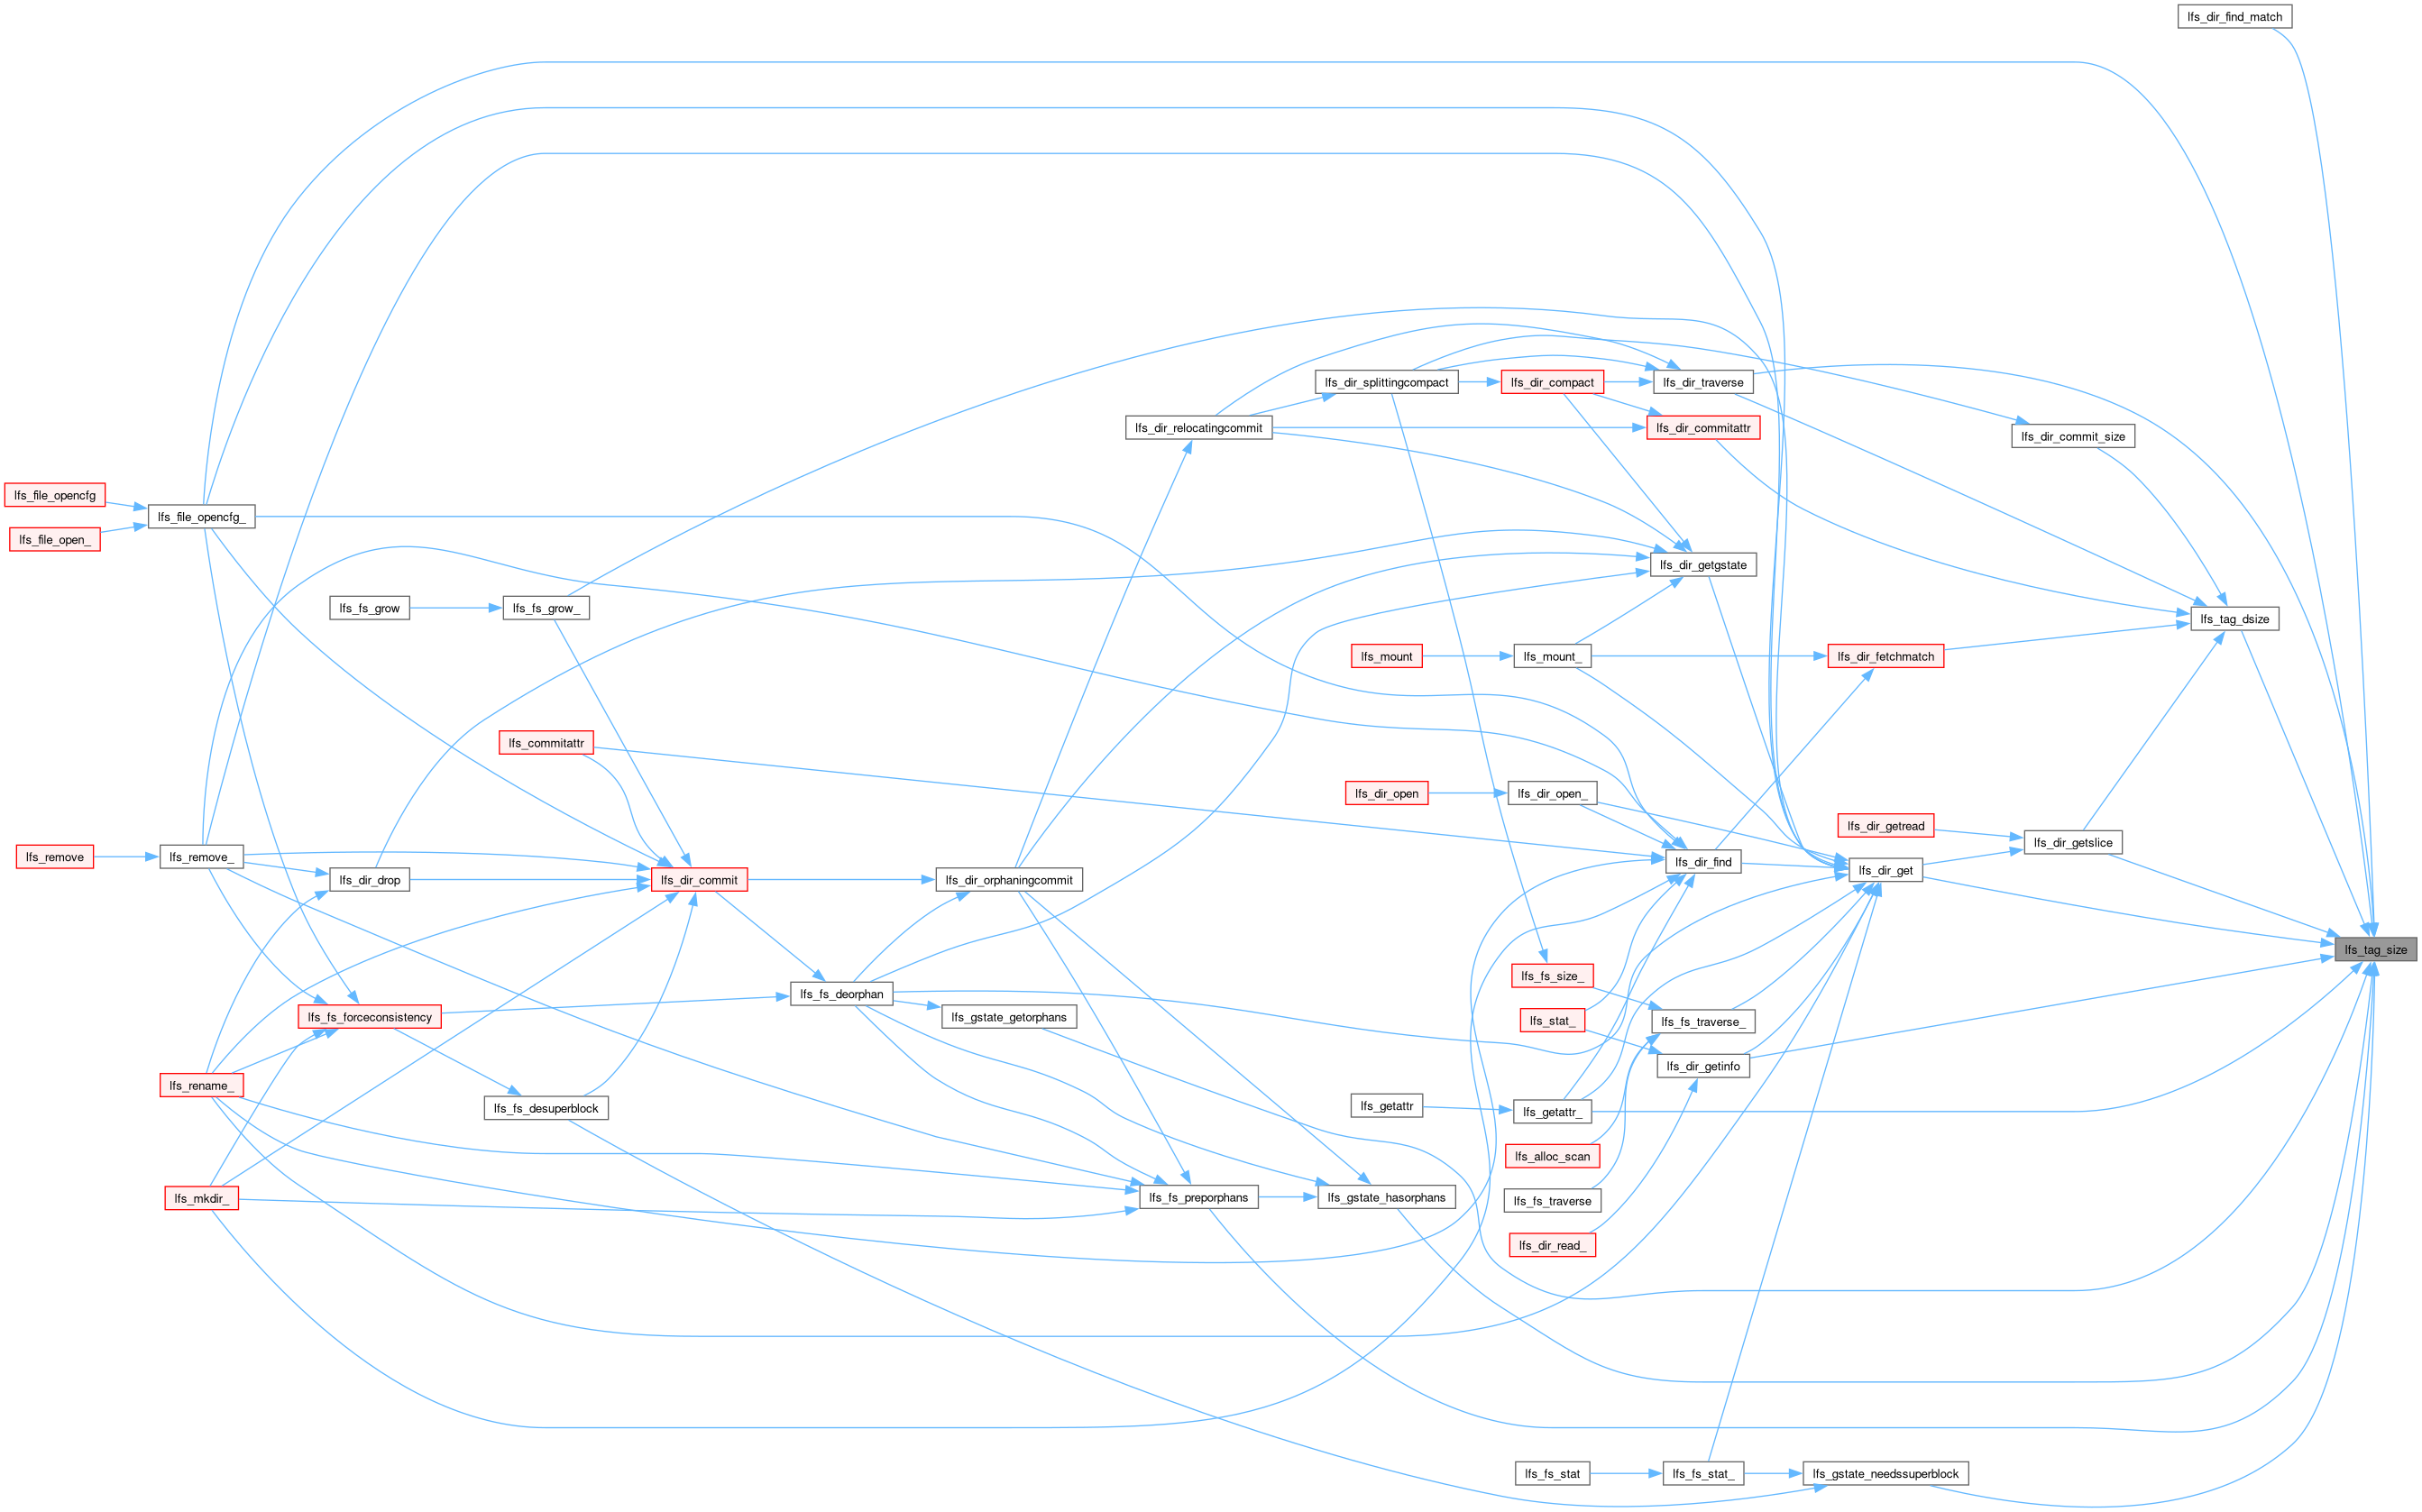 lfs_dir_find_match
lfs_dir_splittingcompact
lfs_dir_compact
lfs_dir_traverse
lfs_dir_relocatingcommit
lfs_dir_commitattr
lfs_dir_commit_size
lfs_file_opencfg
lfs_file_opencfg_
lfs_file_open_
lfs_dir_getgstate
lfs_fs_grow
lfs_fs_grow_
lfs_tag_dsize
lfs_mount
lfs_mount_
lfs_dir_fetchmatch
lfs_commitattr
lfs_dir_open
lfs_dir_open_
lfs_dir_getread
lfs_dir_getslice
lfs_remove
lfs_remove_
lfs_dir_drop
lfs_dir_commit
lfs_dir_orphaningcommit
lfs_dir_find
lfs_dir_get
lfs_tag_size
lfs_fs_size_
lfs_fs_deorphan
lfs_fs_forceconsistency
lfs_gstate_getorphans
lfs_stat_
lfs_fs_traverse_
lfs_dir_getinfo
lfs_rename_
lfs_fs_desuperblock
lfs_getattr
lfs_getattr_
lfs_alloc_scan
lfs_mkdir_
lfs_fs_preporphans
lfs_gstate_hasorphans
lfs_fs_traverse
lfs_dir_read_
lfs_fs_stat
lfs_fs_stat_
lfs_gstate_needssuperblock